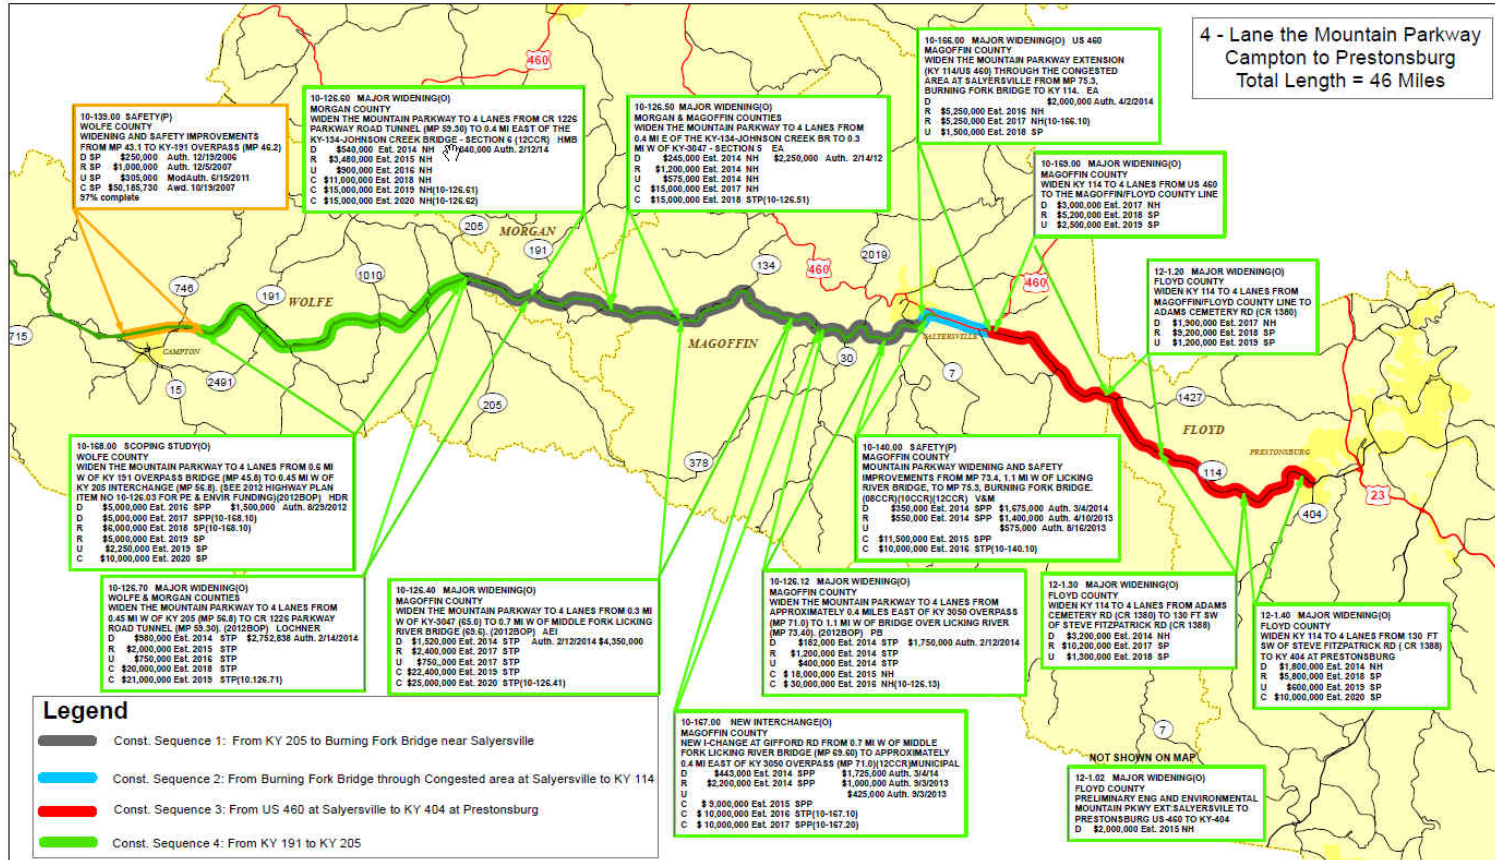 4 - Lane the Mountain Parkway
Campton to Prestonsburg
Total Length = 46 Miles
10-139.00 SAFETY(P)
WOLFE COUNTY
WIDENING AND SAFETY IMPROVEMENTS
FROM MP 43.1 TO KY-191 OVERPASS (MP 46.2)
D SP $250,000 Auth. 12/19/2006
R SP $1,000,000 Auth. 12/5/2007
U SP $305,000 ModAuth. 6/15/2011
C SP $50,185,730 Awd. 10/19/2007
97% complete
10-126.60 MAJOR WIDENING(O)
MORGAN COUNTY
WIDEN THE MOUNTAIN PARKWAY TO 4 LANES FROM CR 1226
PARKWAY ROAD TUNNEL (MP 59.30) TO 0.4 MI EAST OF THE
KY-134-JOHNSON CREEK BRIDGE - SECTION 6 (12CCR) HMB
D $540,000 Est. 2014 NH 040,000 Auth. 2/12/14
R $3,480,000 Est. 2015 NH
U $900,000 Est. 2016 NH
C $11,000,000 Est. 2018 NH
C $15,000,000 Est. 2019 NH(10-126.61)
C $15,000,000 Est. 2020 NH(10-126.62)
10-126.50 MAJOR WIDENING(O)
MORGAN & MAGOFFIN COUNTIES
WIDEN THE MOUNTAIN PARKWAY TO 4 LANES FROM
0.4 MI E OF THE KY-134-JOHNSON CREEK BR TO 0.3
MI W OF KY-3047 - SECTION 5 EA
D $245,000 Est. 2014 NH $2,250,000 Auth. 2/14/12
R $1,200,000 Est. 2014 NH
U $575,000 Est. 2014 NH
C $15,000,000 Est. 2017 NH
C $15,000,000 Est. 2018 STP(10-126.51)
10-166.00 MAJOR WIDENING(O) US 460
MAGOFFIN COUNTY
WIDEN THE MOUNTAIN PARKWAY EXTENSION
(KY 114/US 460) THROUGH THE CONGESTED
AREA AT SALYERSVILLE FROM MP 75.3,
BURNING FORK BRIDGE TO KY 114. EA
D $2,000,000 Auth. 4/2/2014
R $5,250,000 Est. 2016 NH
R $5,250,000 Est. 2017 NH(10-166.10)
U $1,500,000 Est. 2018 SP
10-169.00 MAJOR WIDENING(O)
MAGOFFIN COUNTY
WIDEN KY 114 TO 4 LANES FROM US 460
TO THE MAGOFFIN/FLOYD COUNTY LINE
D $3,000,000 Est. 2017 NH
R $5,200,000 Est. 2018 SP
U $2,500,000 Est. 2019 SP
12-1.20 MAJOR WIDENING(O)
FLOYD COUNTY
WIDEN KY 114 TO 4 LANES FROM
MAGOFFIN/FLOYD COUNTY LINE TO
ADAMS CEMETERY RD (CR 1380)
D $1,900,000 Est. 2017 NH
R $9,200,000 Est. 2018 SP
U $1,200,000 Est. 2019 SP
460
205
MORGAN
191
134
2019
460
460
746
191
WOLFE
1010
715
CAMPTON
15
2491
205
MAGOFFIN
30
SALYERSVILLE
7
378
1427
FLOYD
PRESTONSBURG
114
23
404
7
10-168.00 SCOPING STUDY(O)
WOLFE COUNTY
WIDEN THE MOUNTAIN PARKWAY TO 4 LANES FROM 0.6 MI
W OF KY 191 OVERPASS BRIDGE (MP 45.8) TO 0.45 MI W OF
KY 205 INTERCHANGE (MP 56.8). (SEE 2012 HIGHWAY PLAN
ITEM NO 10-126.03 FOR PE & ENVIR FUNDING)(2012BOP) HDR
D $5,000,000 Est. 2016 SPP $1,500,000 Auth. 8/29/2012
D $5,000,000 Est. 2017 SPP(10-168.10)
R $6,000,000 Est. 2018 SP(10-168.10)
R $5,000,000 Est. 2019 SP
U $2,250,000 Est. 2019 SP
C $10,000,000 Est. 2020 SP
10-140.00 SAFETY(P)
MAGOFFIN COUNTY
MOUNTAIN PARKWAY WIDENING AND SAFETY
IMPROVEMENTS FROM MP 73.4, 1.1 MI W OF LICKING
RIVER BRIDGE, TO MP 75.3, BURNING FORK BRIDGE.
(08CCR)(10CCR)(12CCR) V&M
D $350,000 Est. 2014 SPP $1,675,000 Auth. 3/4/2014
R $550,000 Est. 2014 SPP $1,400,000 Auth. 4/10/2013
U $575,000 Auth. 8/16/2013
C $11,500,000 Est. 2015 SPP
C $10,000,000 Est. 2016 STP(10-140.10)
10-126.70 MAJOR WIDENING(O)
WOLFE & MORGAN COUNTIES
WIDEN THE MOUNTAIN PARKWAY TO 4 LANES FROM
0.45 MI W OF KY 205 (MP 56.8) TO CR 1226 PARKWAY
ROAD TUNNEL (MP 59.30). (2012BOP) LOCHNER
D $980,000 Est. 2014 STP $2,752,838 Auth. 2/14/2014
R $2,000,000 Est. 2015 STP
U $750,000 Est. 2016 STP
C $20,000,000 Est. 2018 STP
C $21,000,000 Est. 2019 STP(10.126.71)
10-126.40 MAJOR WIDENING(O)
MAGOFFIN COUNTY
WIDEN THE MOUNTAIN PARKWAY TO 4 LANES FROM 0.3 MI
W OF KY-3047 (65.0) TO 0.7 MI W OF MIDDLE FORK LICKING
RIVER BRIDGE (69.6). (2012BOP) AEI
D $1,520,000 Est. 2014 STP Auth. 2/12/2014 $4,350,000
R $2,400,000 Est. 2017 STP
U $750,000 Est. 2017 STP
C $22,400,000 Est. 2019 STP
C $25,000,000 Est. 2020 STP(10-126.41)
10-126.12 MAJOR WIDENING(O)
MAGOFFIN COUNTY
WIDEN THE MOUNTAIN PARKWAY TO 4 LANES FROM
APPROXIMATELY 0.4 MILES EAST OF KY 3050 OVERPASS
(MP 71.0) TO 1.1 MI W OF BRIDGE OVER LICKING RIVER
(MP 73.40). (2012BOP) PB
D $182,000 Est. 2014 STP $1,750,000 Auth. 2/12/2014
R $1,200,000 Est. 2014 STP
U $400,000 Est. 2014 STP
C $ 18,000,000 Est. 2015 NH
C $ 30,000,000 Est. 2016 NH(10-126.13)
12-1.30 MAJOR WIDENING(O)
FLOYD COUNTY
WIDEN KY 114 TO 4 LANES FROM ADAMS
CEMETERY RD (CR 1380) TO 130 FT SW
OF STEVE FITZPATRICK RD (CR 1388)
D $3,200,000 Est. 2014 NH
R $10,200,000 Est. 2017 SP
U $1,300,000 Est. 2018 SP
12-1.40 MAJOR WIDENING(O)
FLOYD COUNTY
WIDEN KY 114 TO 4 LANES FROM 130 FT
SW OF STEVE FITZPATRICK RD ( CR 1388)
TO KY 404 AT PRESTONSBURG
D $1,800,000 Est. 2014 NH
R $5,800,000 Est. 2018 SP
U $600,000 Est. 2019 SP
C $10,000,000 Est. 2020 SP
10-167.00 NEW INTERCHANGE(O)
MAGOFFIN COUNTY
NEW I-CHANGE AT GIFFORD RD FROM 0.7 MI W OF MIDDLE
FORK LICKING RIVER BRIDGE (MP 69.60) TO APPROXIMATELY
0.4 MI EAST OF KY 3050 OVERPASS (MP 71.0)(12CCR)MUNICIPAL
D $443,000 Est. 2014 SPP $1,725,000 Auth. 3/4/14
R $2,200,000 Est. 2014 SPP $1,000,000 Auth. 9/3/2013
U $425,000 Auth. 9/3/2013
C $ 9,000,000 Est. 2015 SPP
C $ 10,000,000 Est. 2016 STP(10-167.10)
C $ 10,000,000 Est. 2017 SPP(10-167.20)
NOT SHOWN ON MAP
12-1.02 MAJOR WIDENING(O)
FLOYD COUNTY
PRELIMINARY ENG AND ENVIRONMENTAL
MOUNTAIN PKWY EXT:SALYERSVILE TO
PRESTONSBURG US-460 TO KY-404
D $2,000,000 Est. 2015 NH
Legend
Const. Sequence 1: From KY 205 to Burning Fork Bridge near Salyersville
Const. Sequence 2: From Burning Fork Bridge through Congested area at Salyersville to KY 114
Const. Sequence 3: From US 460 at Salyersville to KY 404 at Prestonsburg
Const. Sequence 4: From KY 191 to KY 205